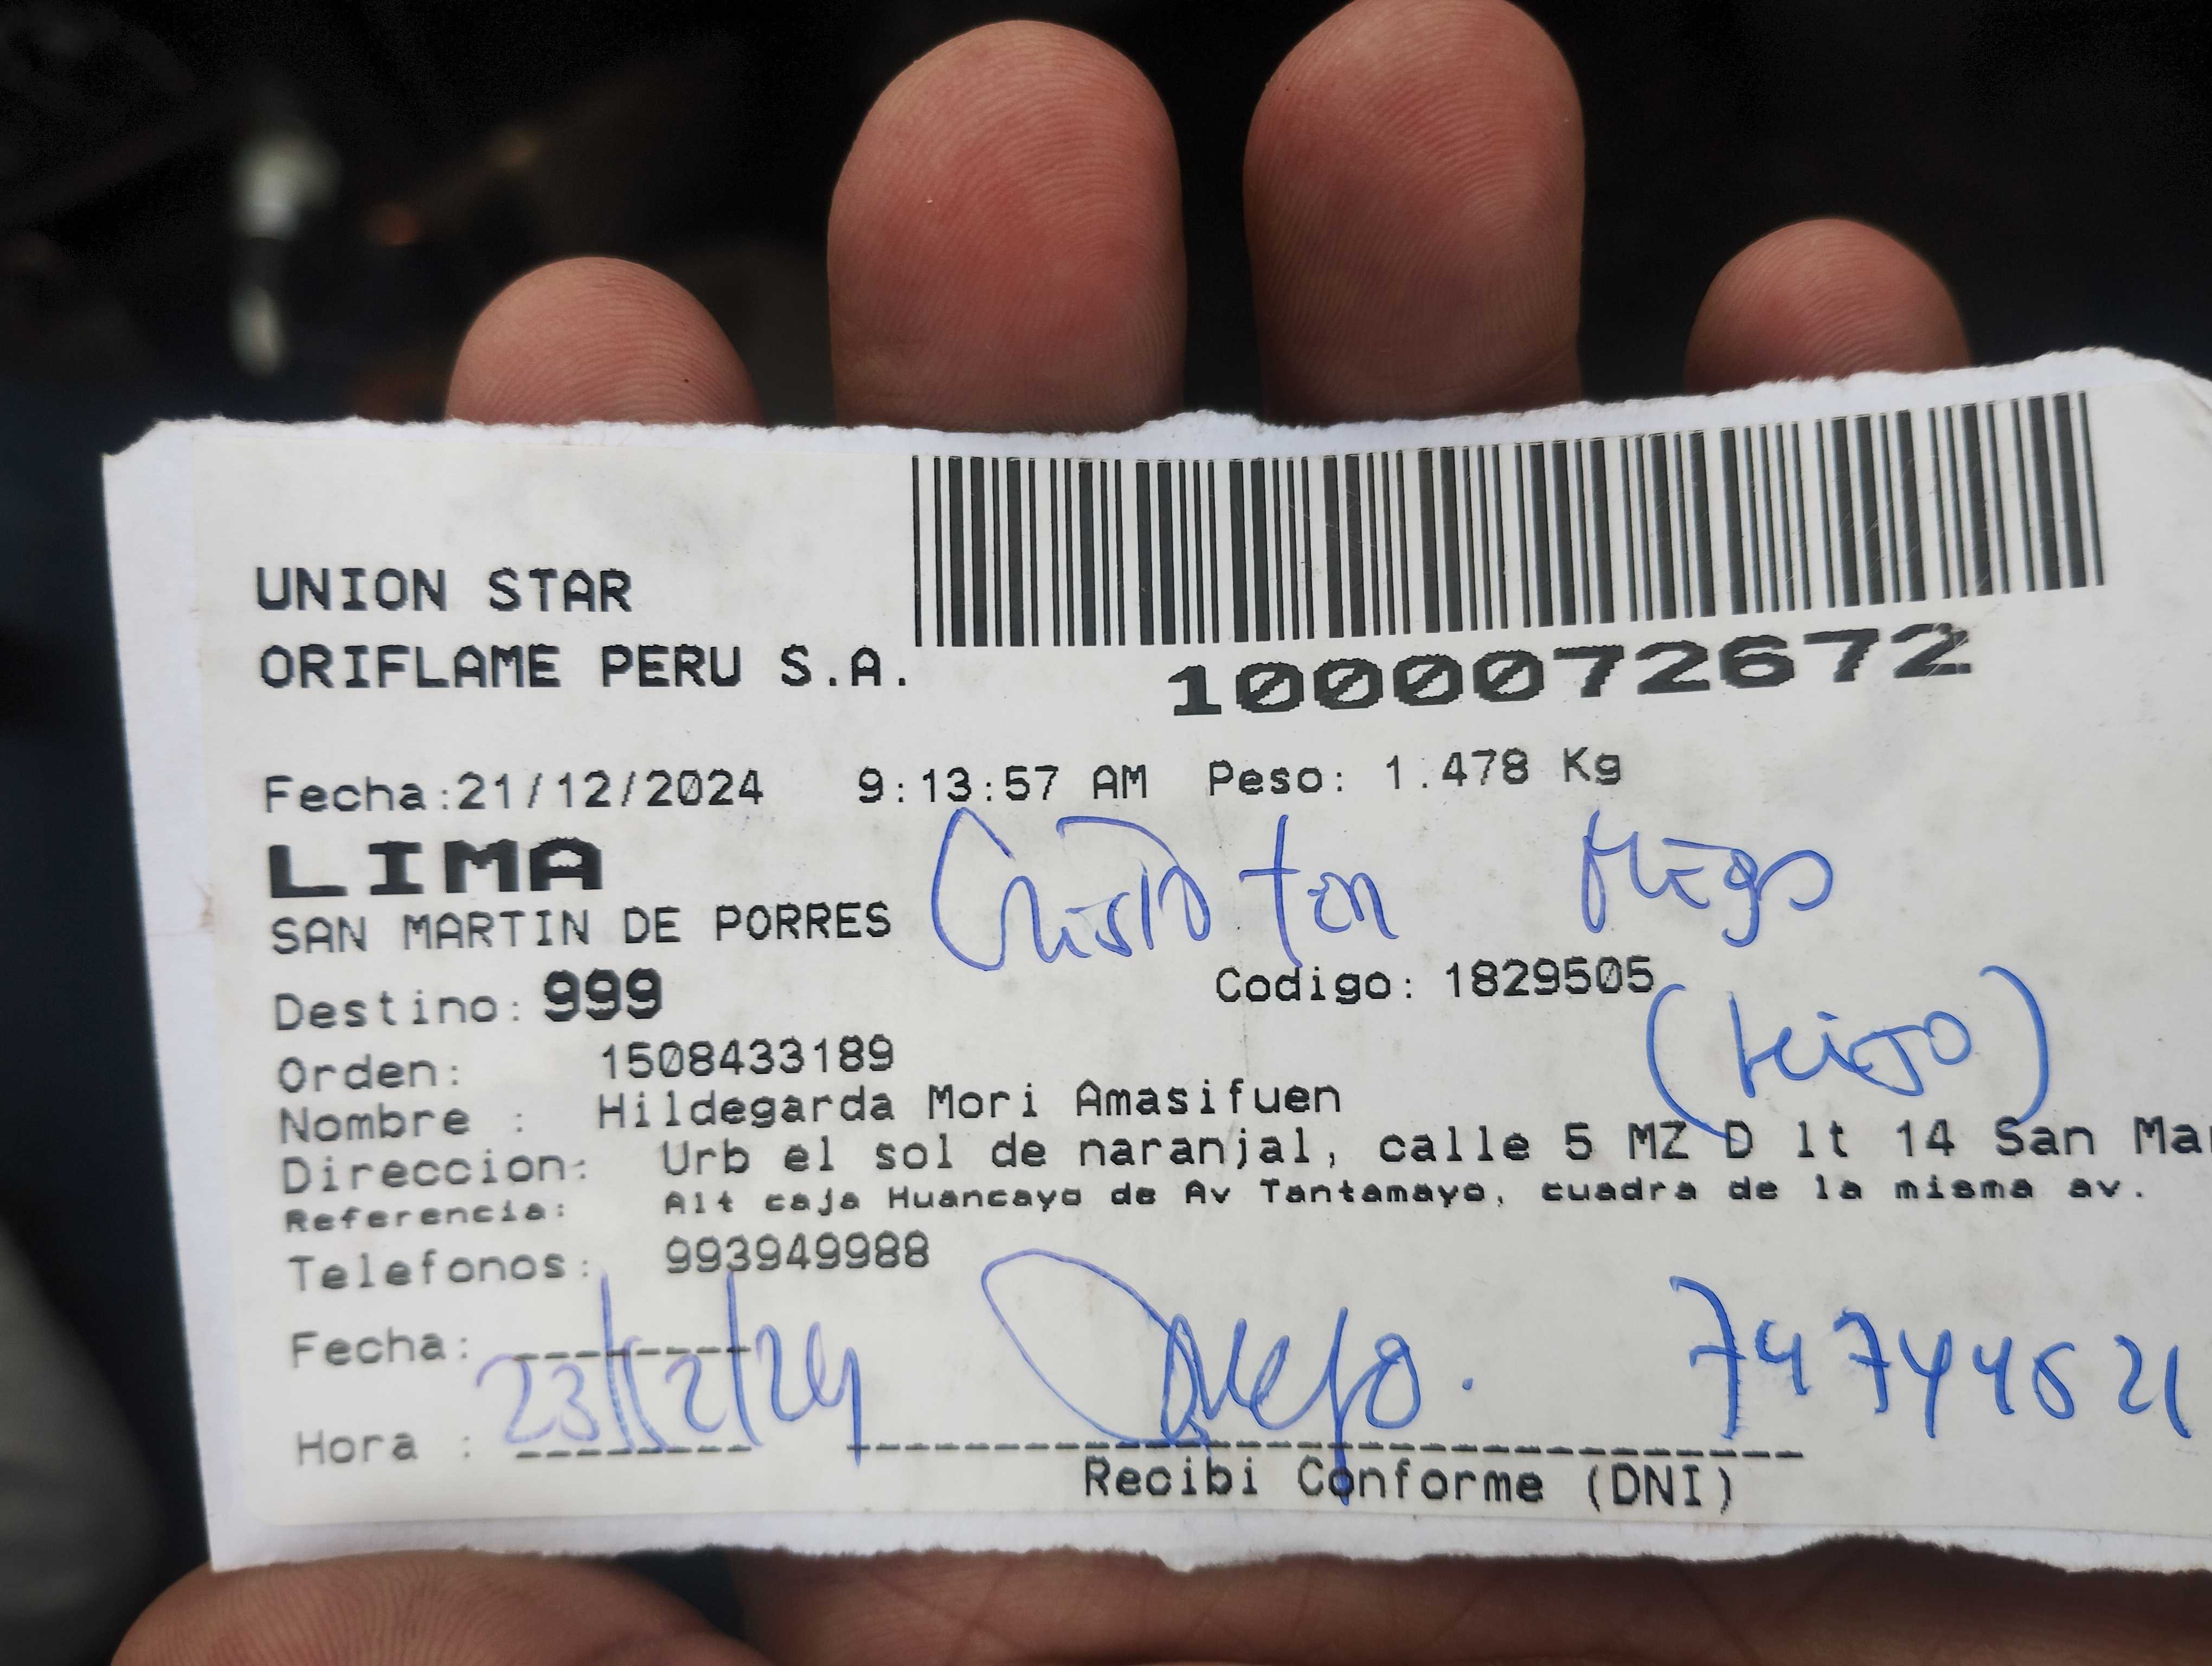 UNION STAR
ORIFLAME PERU S.A.
1000072672
Fecha:21/12/2024 9:13:57 AM Peso: 1.478 Kg
LIMA
SAN MARTIN DE PORRES
Destino: 999 Codigo: 1829505
Orden: 1508433189
Nombre : Hildegarda Mori Amasifuen
Direccion: Urb el sol de naranjal, calle 5 MZ D lt 14 San Mar
Referencia: Alt caja Huancayo de Av Tantamayo, cuadra de la misma av.
Telefonos: 993949988
Fecha: 23/12/24
Hora :
Recibi Conforme (DNI)